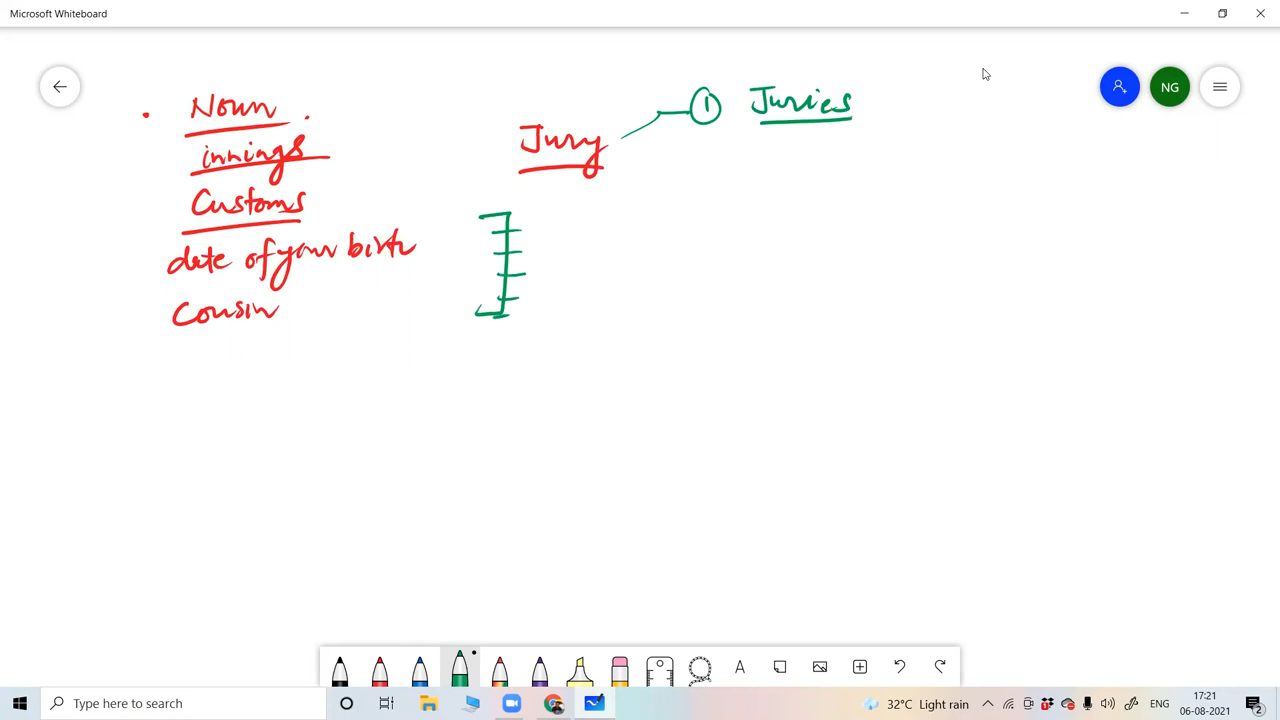 Microsoft Whiteboard
NG
Noun
innings
Customs
date of your birth
Cousin
Jury
1 Juries
A
Type here to search
32°C Light rain
ENG
17:21
06-08-2021
2